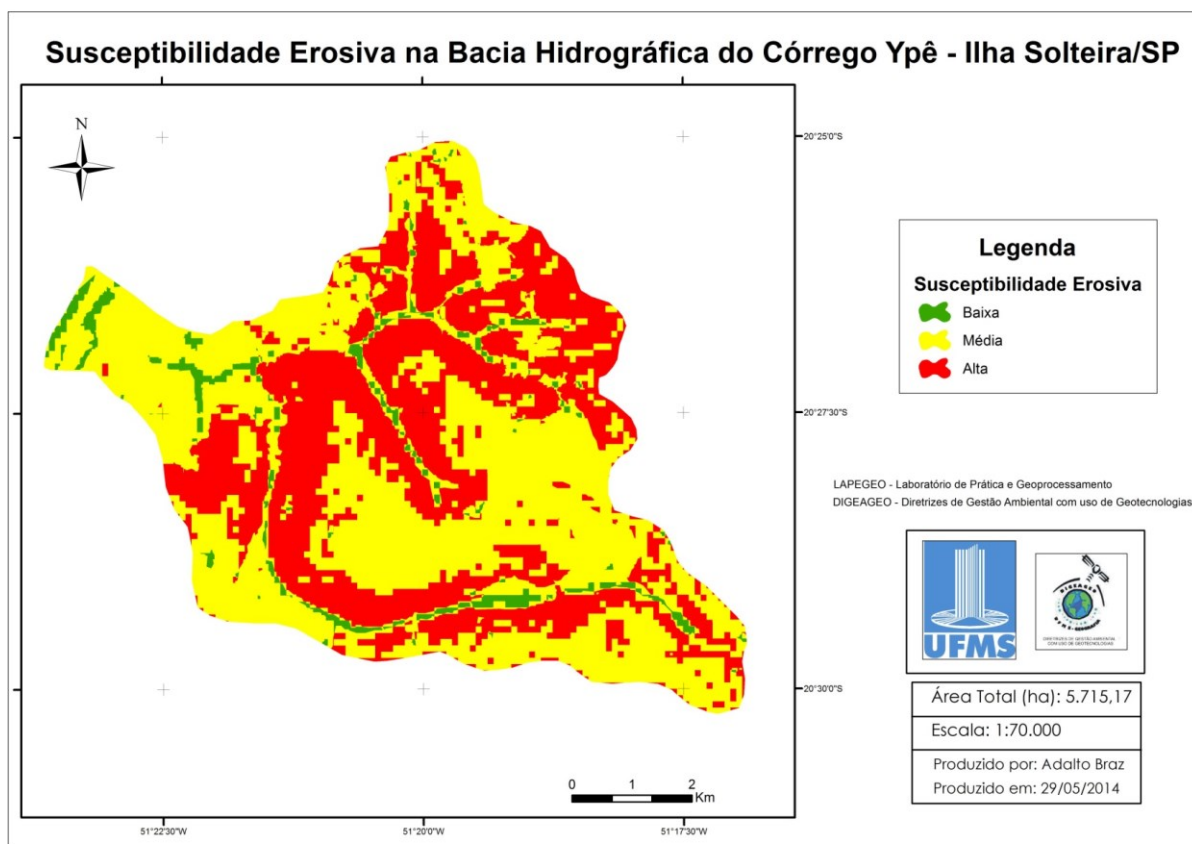 Susceptibilidade Erosiva na Bacia Hidrográfica do Córrego Ypê - Ilha Solteira/SP
N
20°25'0"S
20°27'30"S
20°30'0"S
51°22'30"W
51°20'0"W
51°17'30"W
0 1 2
Km
Legenda
Susceptibilidade Erosiva
Baixa
Média
Alta
LAPEGEO - Laboratório de Prática e Geoprocessamento
DIGEAGEO - Diretrizes de Gestão Ambiental com uso de Geotecnologias
UFMS
DIGEAGEO
DIRETRIZES DE GESTÃO AMBIENTAL
COM USO DE GEOTECNOLOGIAS
Área Total (ha): 5.715,17
Escala: 1:70.000
Produzido por: Adalto Braz
Produzido em: 29/05/2014